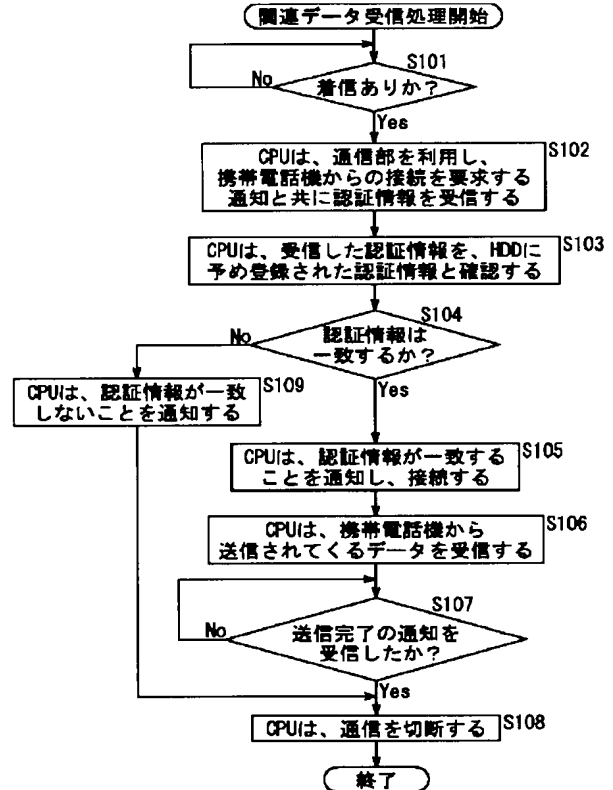 関連データ受信処理開始
S101
着信ありか?
No
Yes
S102
CPUは、通信部を利用し、
携帯電話機からの接続を要求する
通知と共に認証情報を受信する
S103
CPUは、受信した認証情報を、HDDに
予め登録された認証情報と確認する
S104
認証情報は
一致するか?
No
Yes
S109
CPUは、認証情報が一致
しないことを通知する
S105
CPUは、認証情報が一致する
ことを通知し、接続する
S106
CPUは、携帯電話機から
送信されてくるデータを受信する
S107
送信完了の通知を
受信したか?
No
Yes
S108
CPUは、通信を切断する
終了